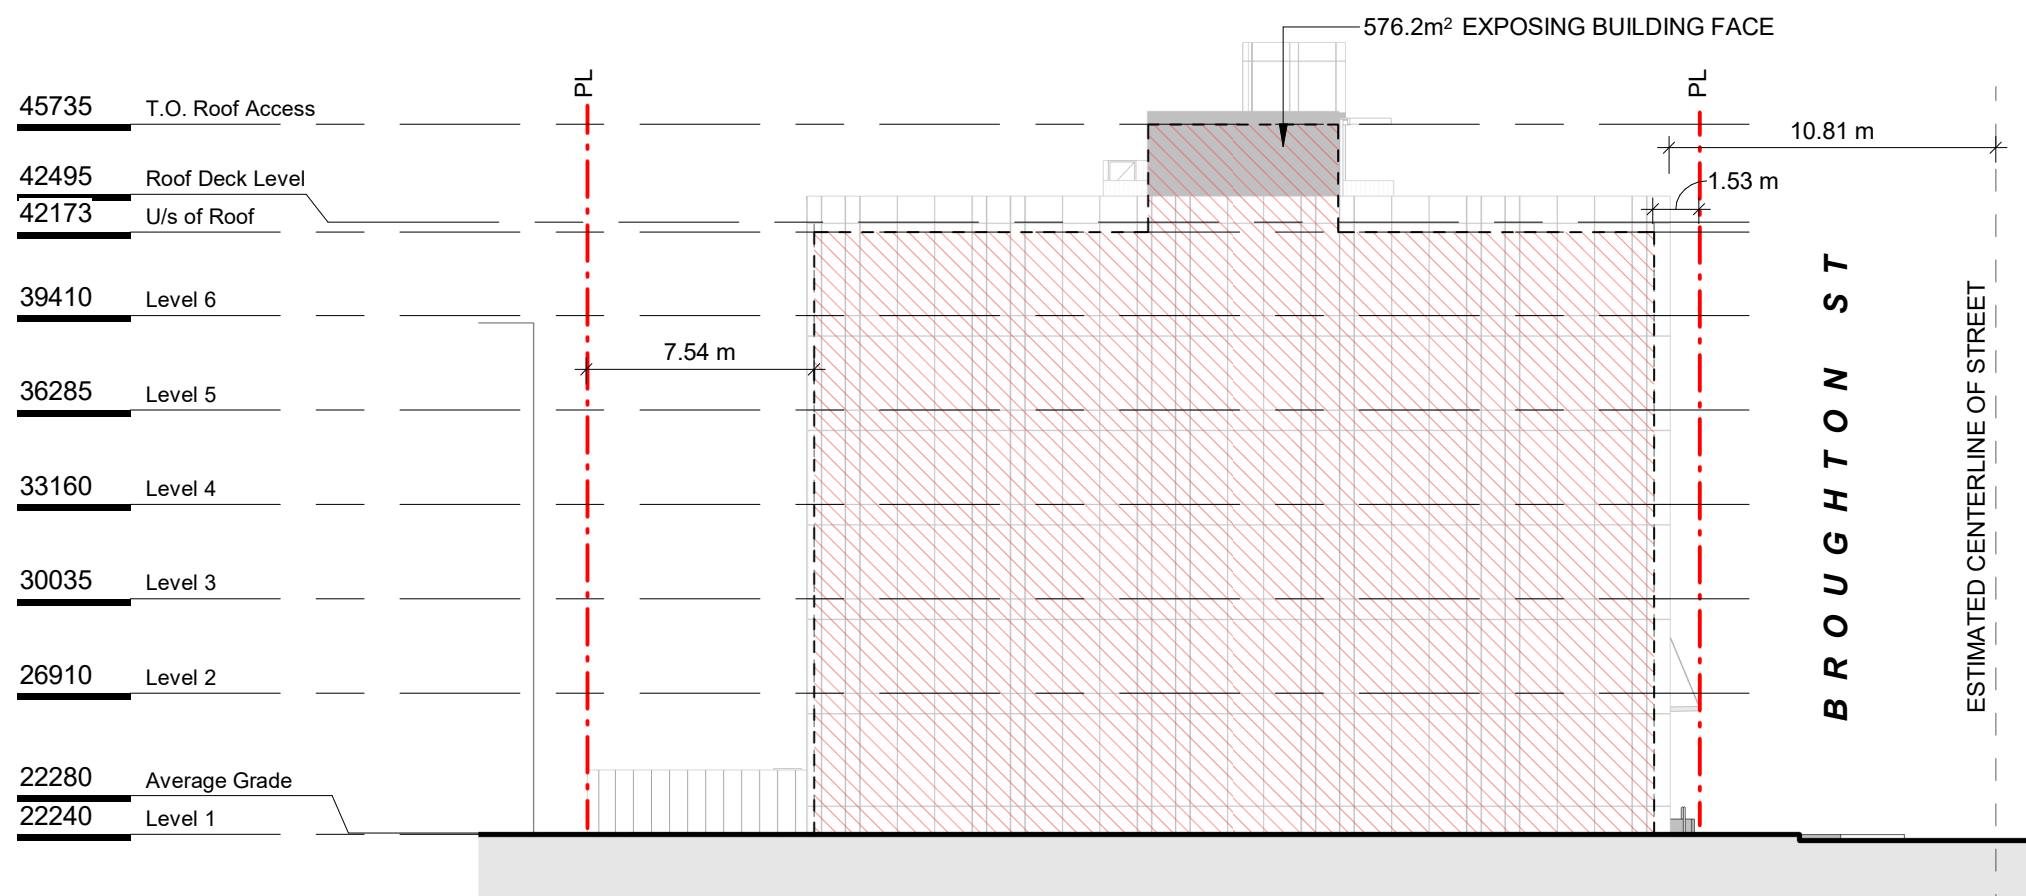 576.2m² EXPOSING BUILDING FACE
PL
PL
45735 T.O. Roof Access
10.81 m
42495 Roof Deck Level
1.53 m
42173 U/s of Roof
39410 Level 6
7.54 m
36285 Level 5
33160 Level 4
30035 Level 3
26910 Level 2
22280 Average Grade
22240 Level 1
BROUGHTON ST
ESTIMATED CENTERLINE OF STREET